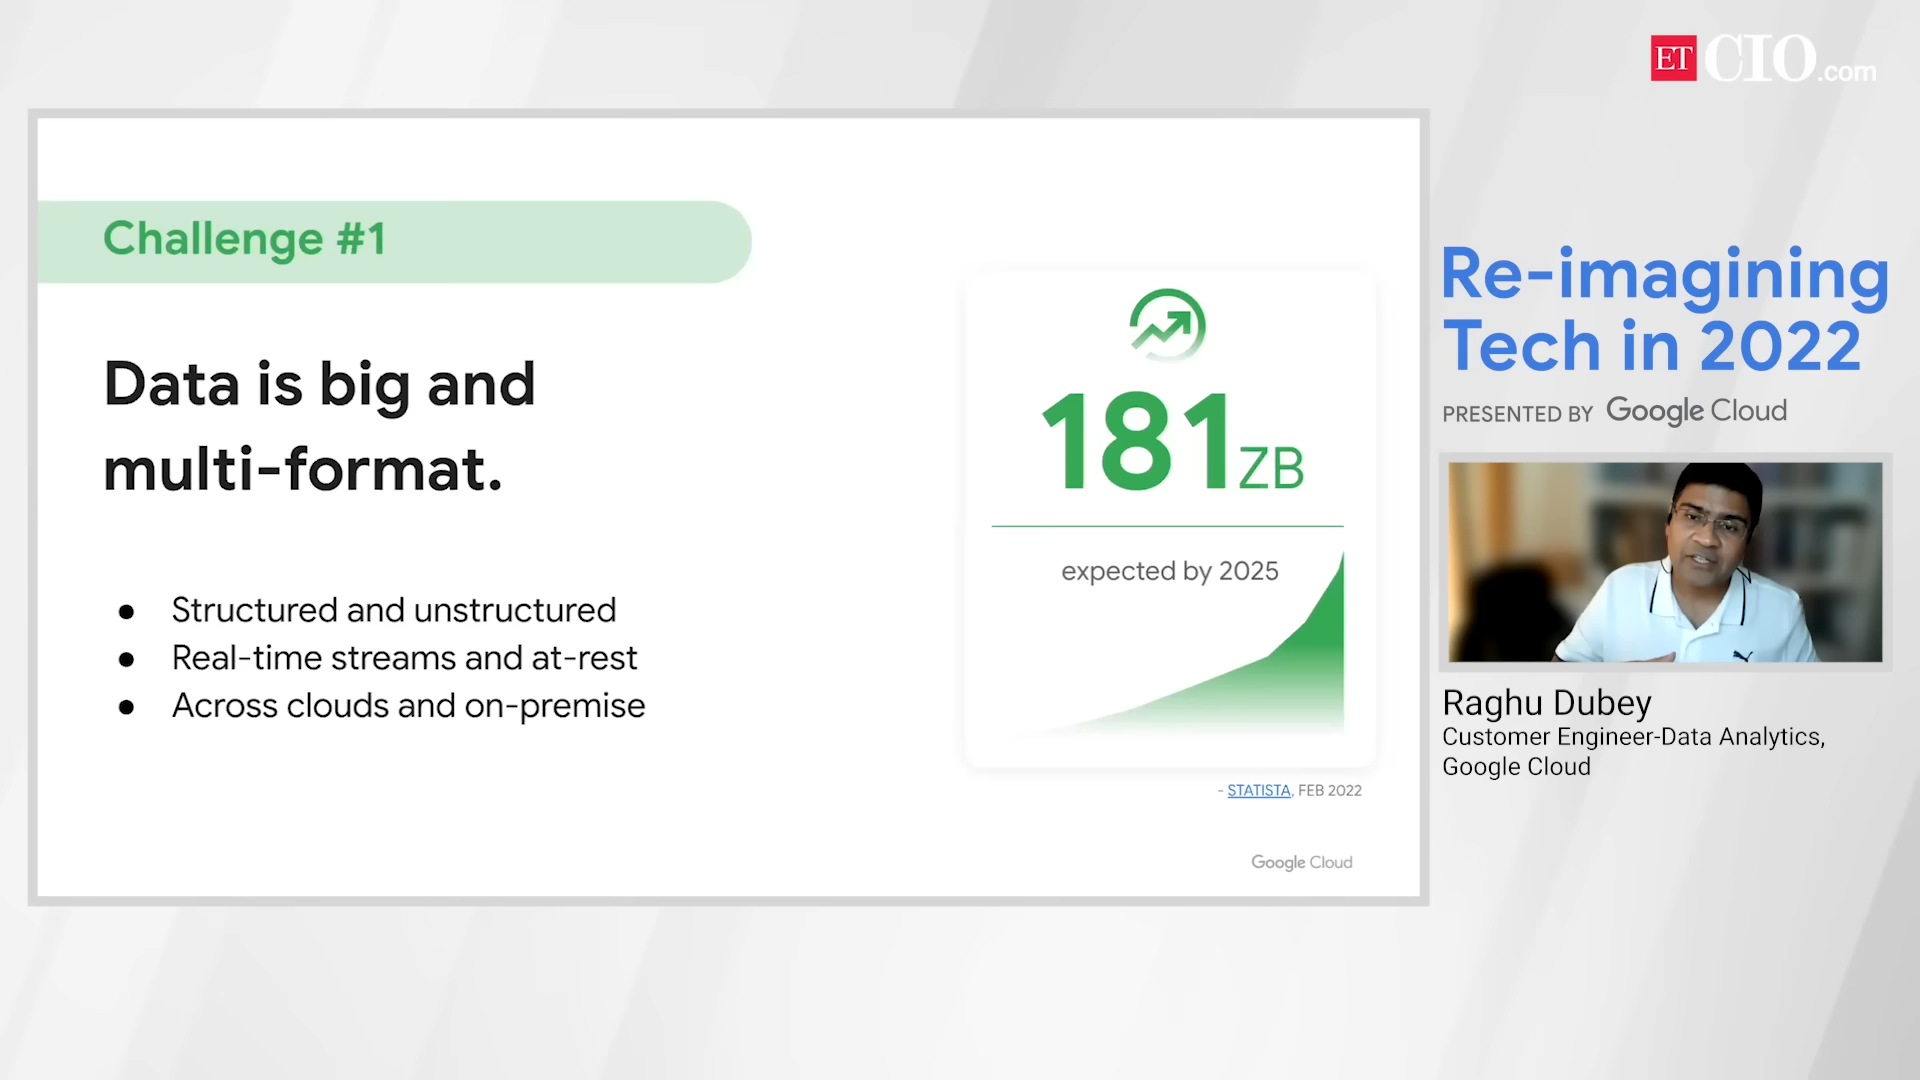 ET CIO.com
Challenge #1
Data is big and
multi-format.
● Structured and unstructured
● Real-time streams and at-rest
● Across clouds and on-premise
181ZB
expected by 2025
- STATISTA, FEB 2022
Google Cloud
Re-imagining
Tech in 2022
PRESENTED BY Google Cloud
Raghu Dubey
Customer Engineer-Data Analytics,
Google Cloud